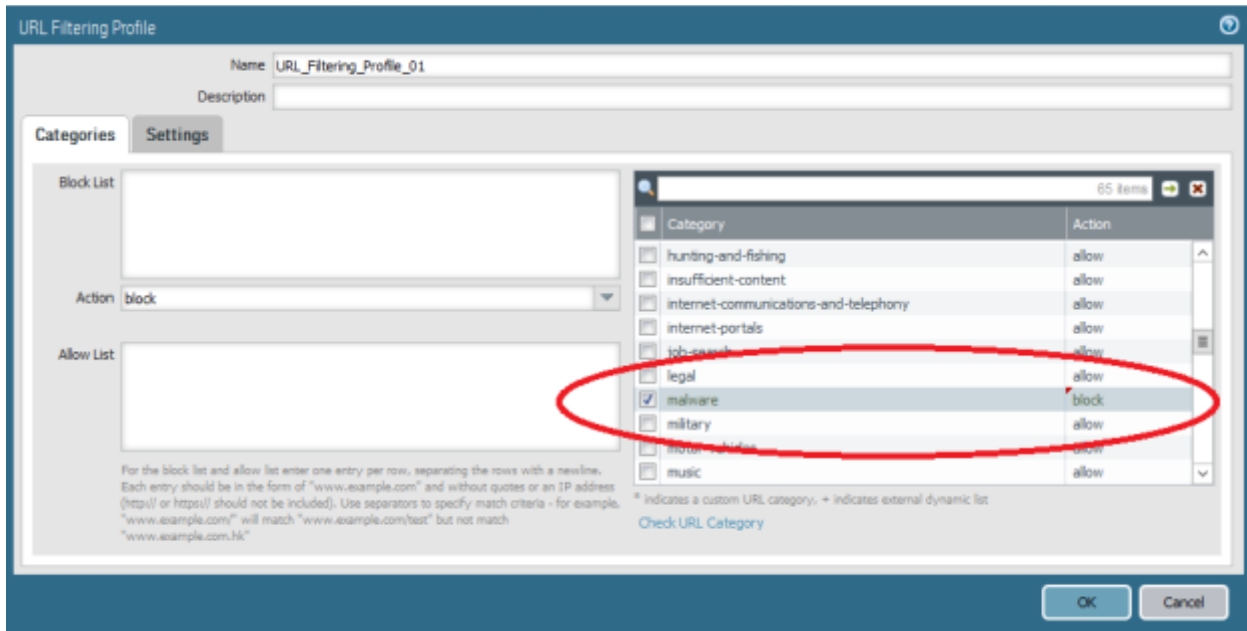 URL Filtering Profile
Name URL_Filtering_Profile_01
Description
Categories Settings
Block List
Action block
Allow List
For the block list and allow list enter one entry per row, separating the rows with a newline.
Each entry should be in the form of "www.example.com" and without quotes or an IP address
(http:// or https:// should not be included). Use separators to specify match criteria - for example,
"www.example.com/" will match "www.example.com/test" but not match
"www.example.com.hk"
65 items
Category Action
hunting-and-fishing allow
insufficient-content allow
internet-communications-and-telephony allow
internet-portals allow
job-search allow
legal allow
malware block
military allow
motor-vehicles allow
music allow
* indicates a custom URL category, + indicates external dynamic list
Check URL Category
OK Cancel